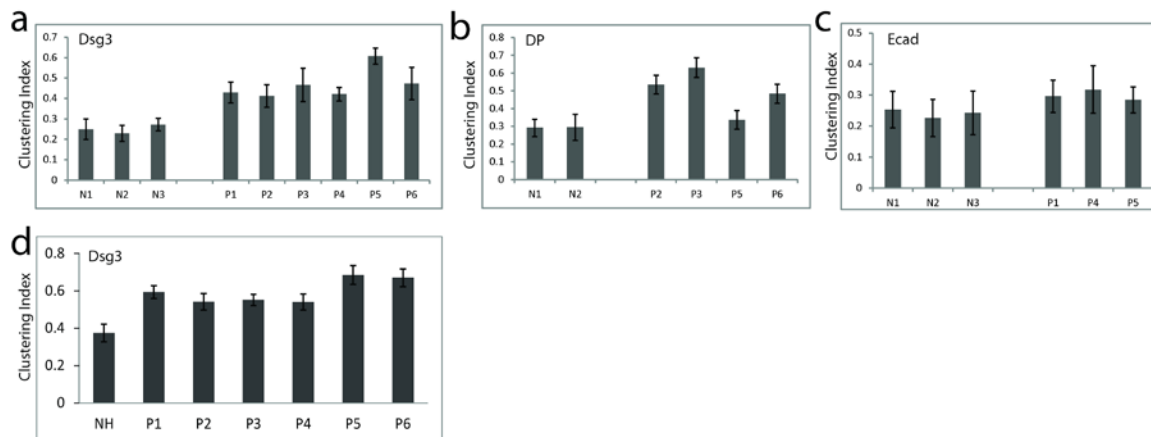 a
Dsg3
Clustering Index
0.7
0.6
0.5
0.4
0.3
0.2
0.1
0
N1 N2 N3 P1 P2 P3 P4 P5 P6
b
DP
Clustering Index
0.8
0.7
0.6
0.5
0.4
0.3
0.2
0.1
0
N1 N2 P2 P3 P5 P6
c
Ecad
Clustering Index
0.5
0.4
0.3
0.2
0.1
0
N1 N2 N3 P1 P4 P5
d
Dsg3
Clustering Index
0.8
0.6
0.4
0.2
0
NH P1 P2 P3 P4 P5 P6